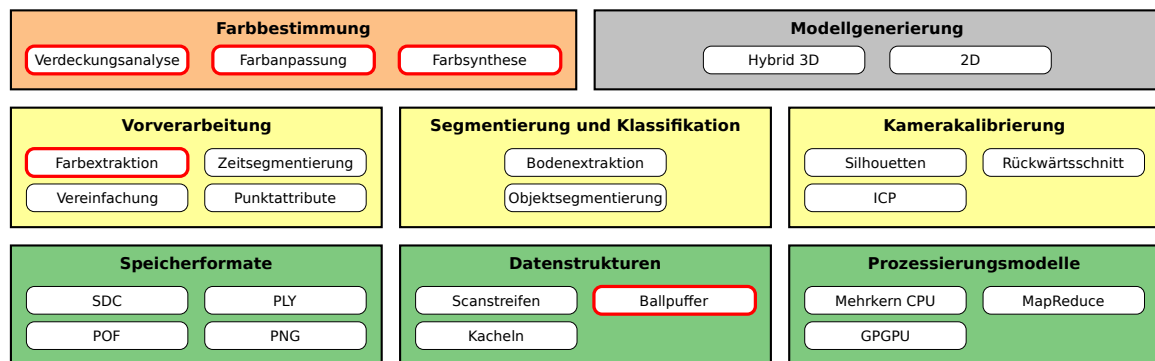 Farbbestimmung
Verdeckungsanalyse Farbanpassung Farbsynthese
Modellgenerierung
Hybrid 3D 2D
Vorverarbeitung
Farbextraktion Zeitsegmentierung
Vereinfachung Punktattribute
Segmentierung und Klassifikation
Bodenextraktion
Objektsegmentierung
Kamerakalibrierung
Silhouetten Rückwärtsschnitt
ICP
Speicherformate
SDC PLY
POF PNG
Datenstrukturen
Scanstreifen Ballpuffer
Kacheln
Prozessierungsmodelle
Mehrkern CPU MapReduce
GPGPU